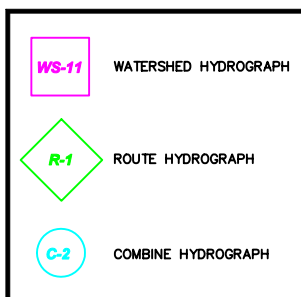 WS-11 WATERSHED HYDROGRAPH
R-1 ROUTE HYDROGRAPH
C-2 COMBINE HYDROGRAPH